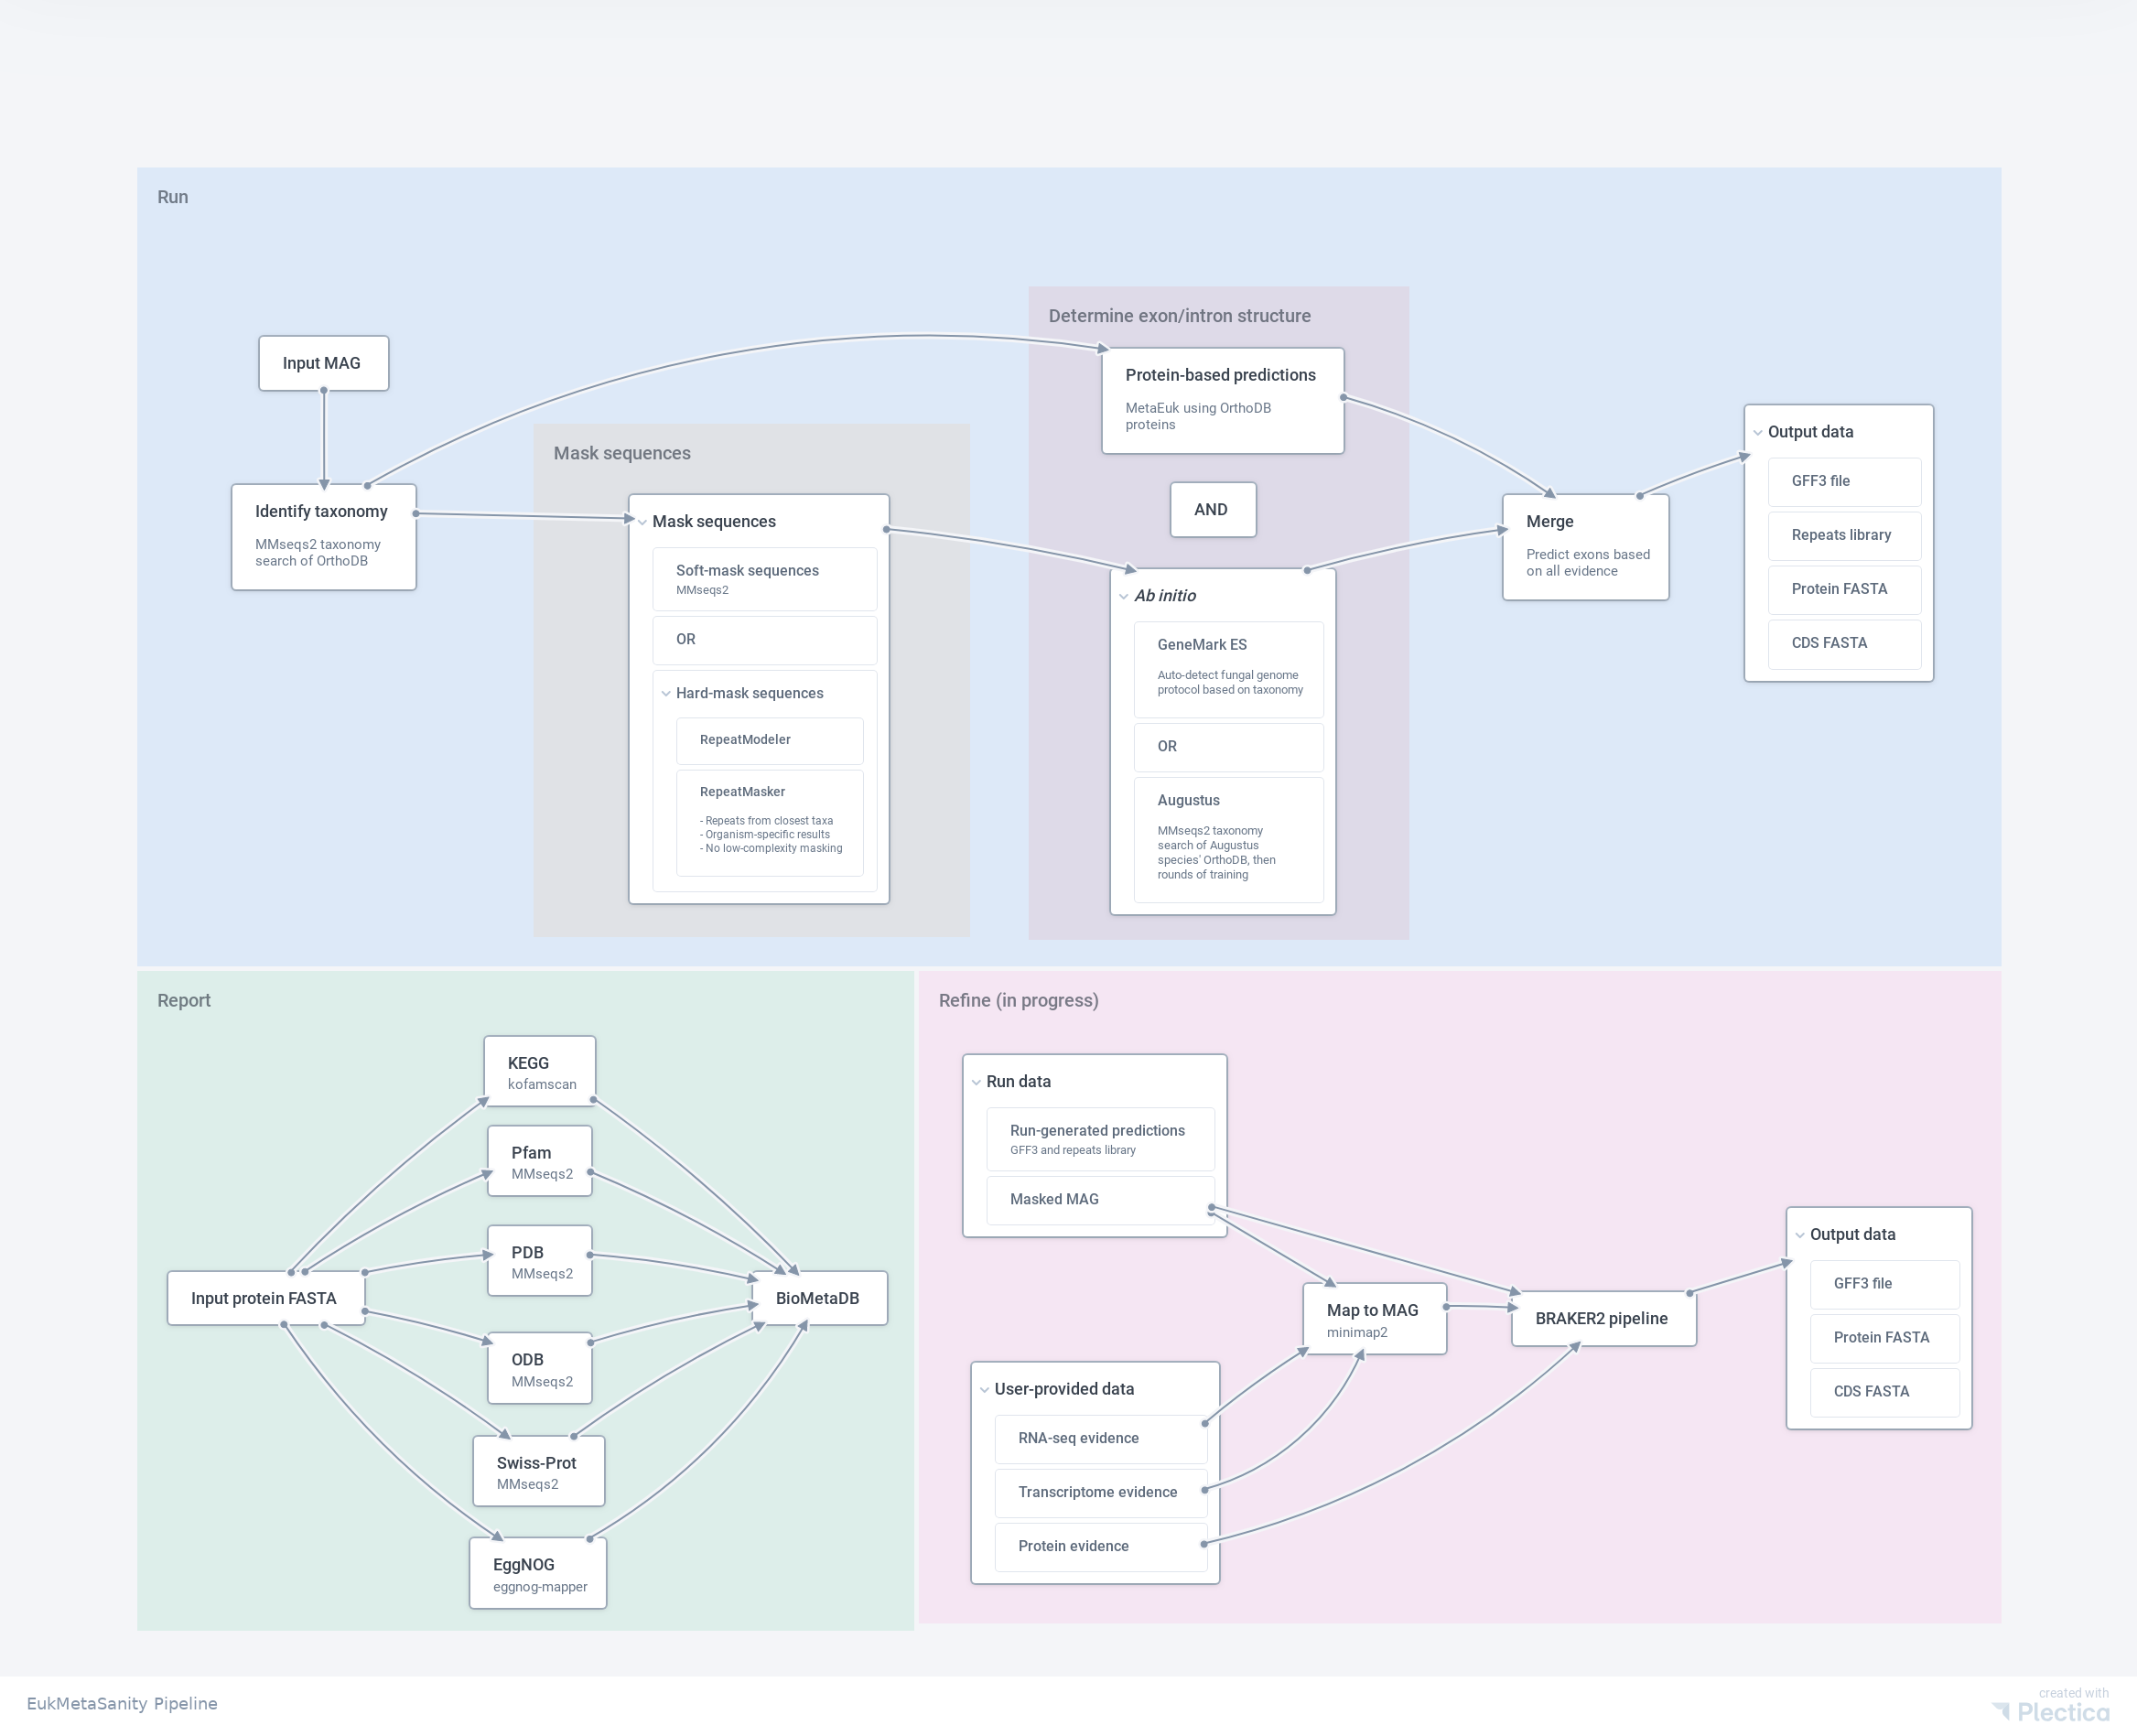 Run
Input MAG
Identify taxonomy
MMseqs2 taxonomy
search of OrthoDB
Mask sequences
Mask sequences
Soft-mask sequences
MMseqs2
OR
Hard-mask sequences
RepeatModeler
RepeatMasker
- Repeats from closest taxa
- Organism-specific results
- No low-complexity masking
Determine exon/intron structure
Protein-based predictions
MetaEuk using OrthoDB
proteins
AND
Ab initio
GeneMark ES
Auto-detect fungal genome
protocol based on taxonomy
OR
Augustus
MMseqs2 taxonomy
search of Augustus
species' OrthoDB, then
rounds of training
Merge
Predict exons based
on all evidence
Output data
GFF3 file
Repeats library
Protein FASTA
CDS FASTA
Report
Input protein FASTA
KEGG
kofamscan
Pfam
MMseqs2
PDB
MMseqs2
ODB
MMseqs2
Swiss-Prot
MMseqs2
EggNOG
eggnog-mapper
BioMetaDB
Refine (in progress)
Run data
Run-generated predictions
GFF3 and repeats library
Masked MAG
User-provided data
RNA-seq evidence
Transcriptome evidence
Protein evidence
Map to MAG
minimap2
BRAKER2 pipeline
Output data
GFF3 file
Protein FASTA
CDS FASTA
EukMetaSanity Pipeline
created with
Plectica